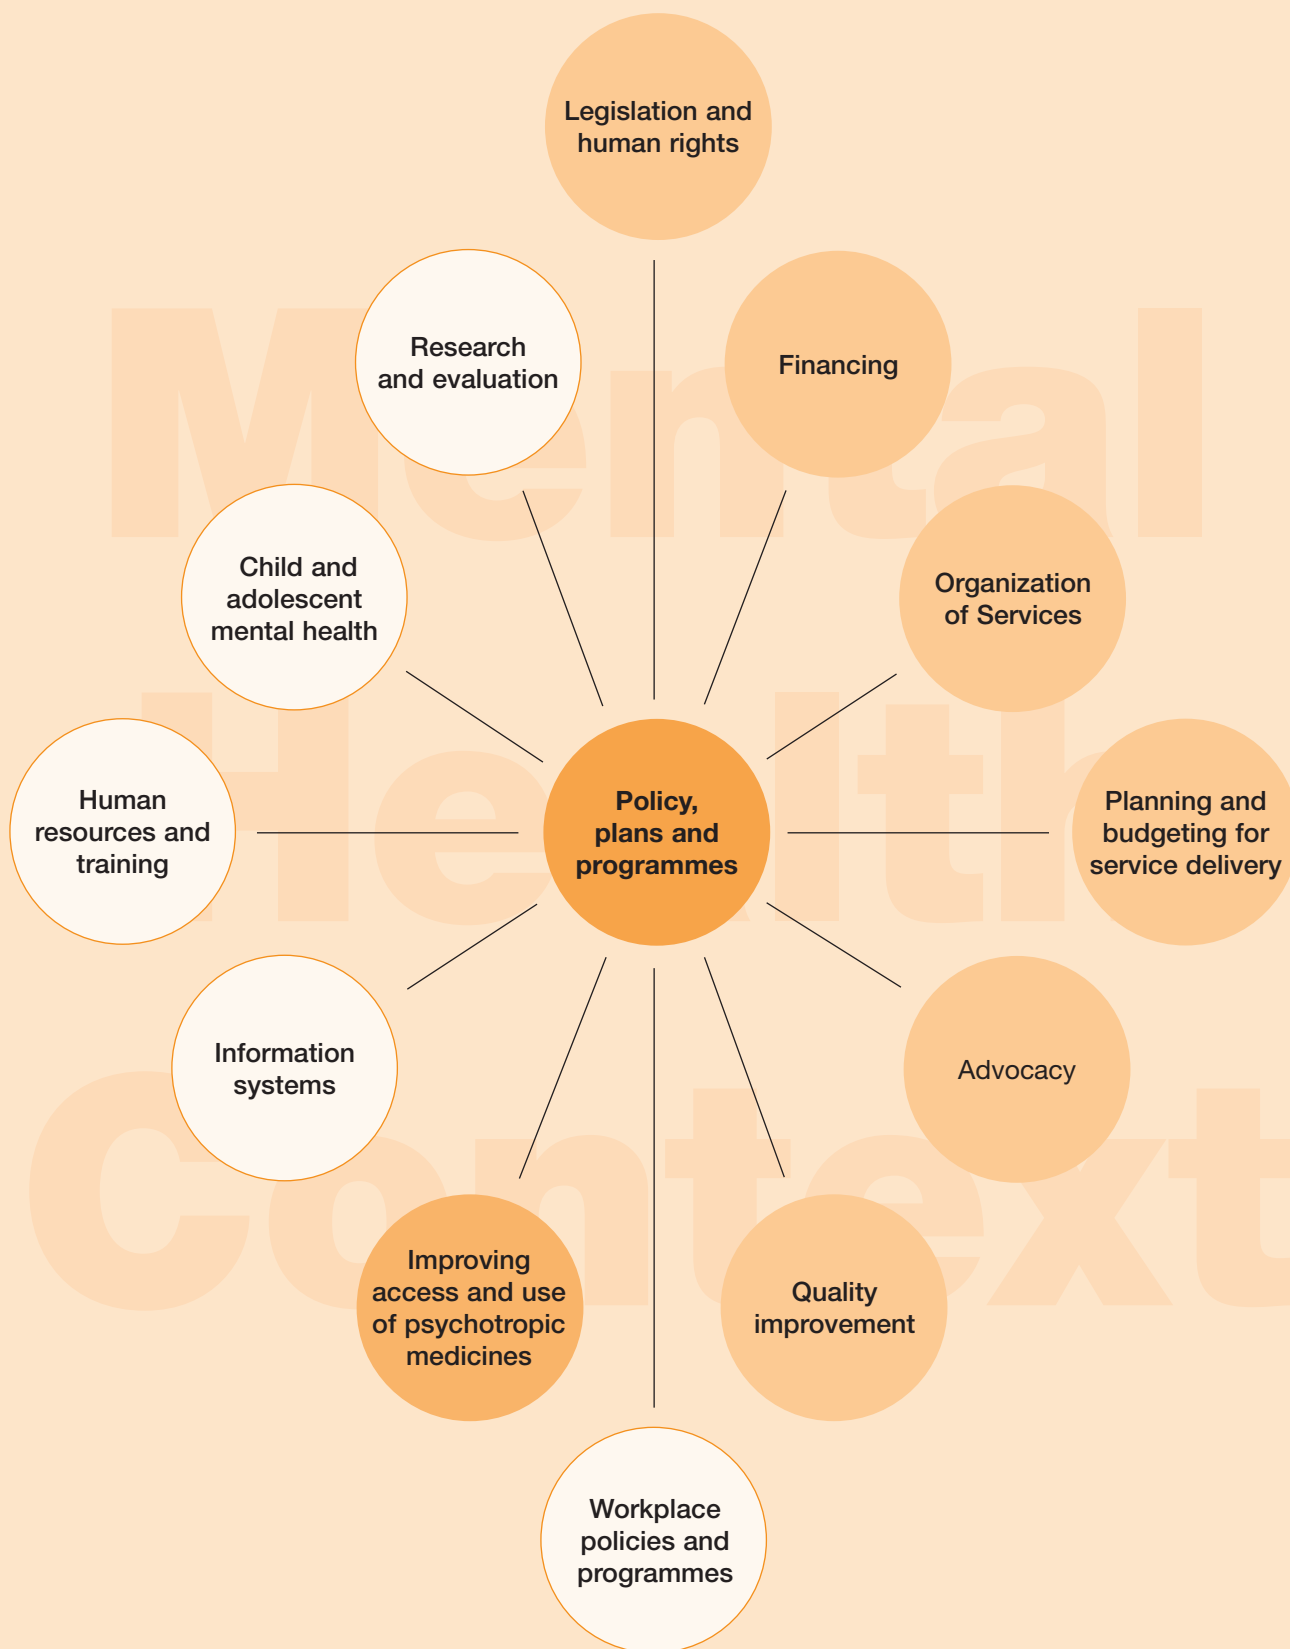 Legislation and
human rights
Research
and evaluation
Financing
Child and
adolescent
mental health
Organization
of Services
Human
resources and
training
Policy,
plans and
programmes
Planning and
budgeting for
service delivery
Information
systems
Advocacy
Improving
access and use
of psychotropic
medicines
Quality
improvement
Workplace
policies and
programmes
Mental
Health
Context